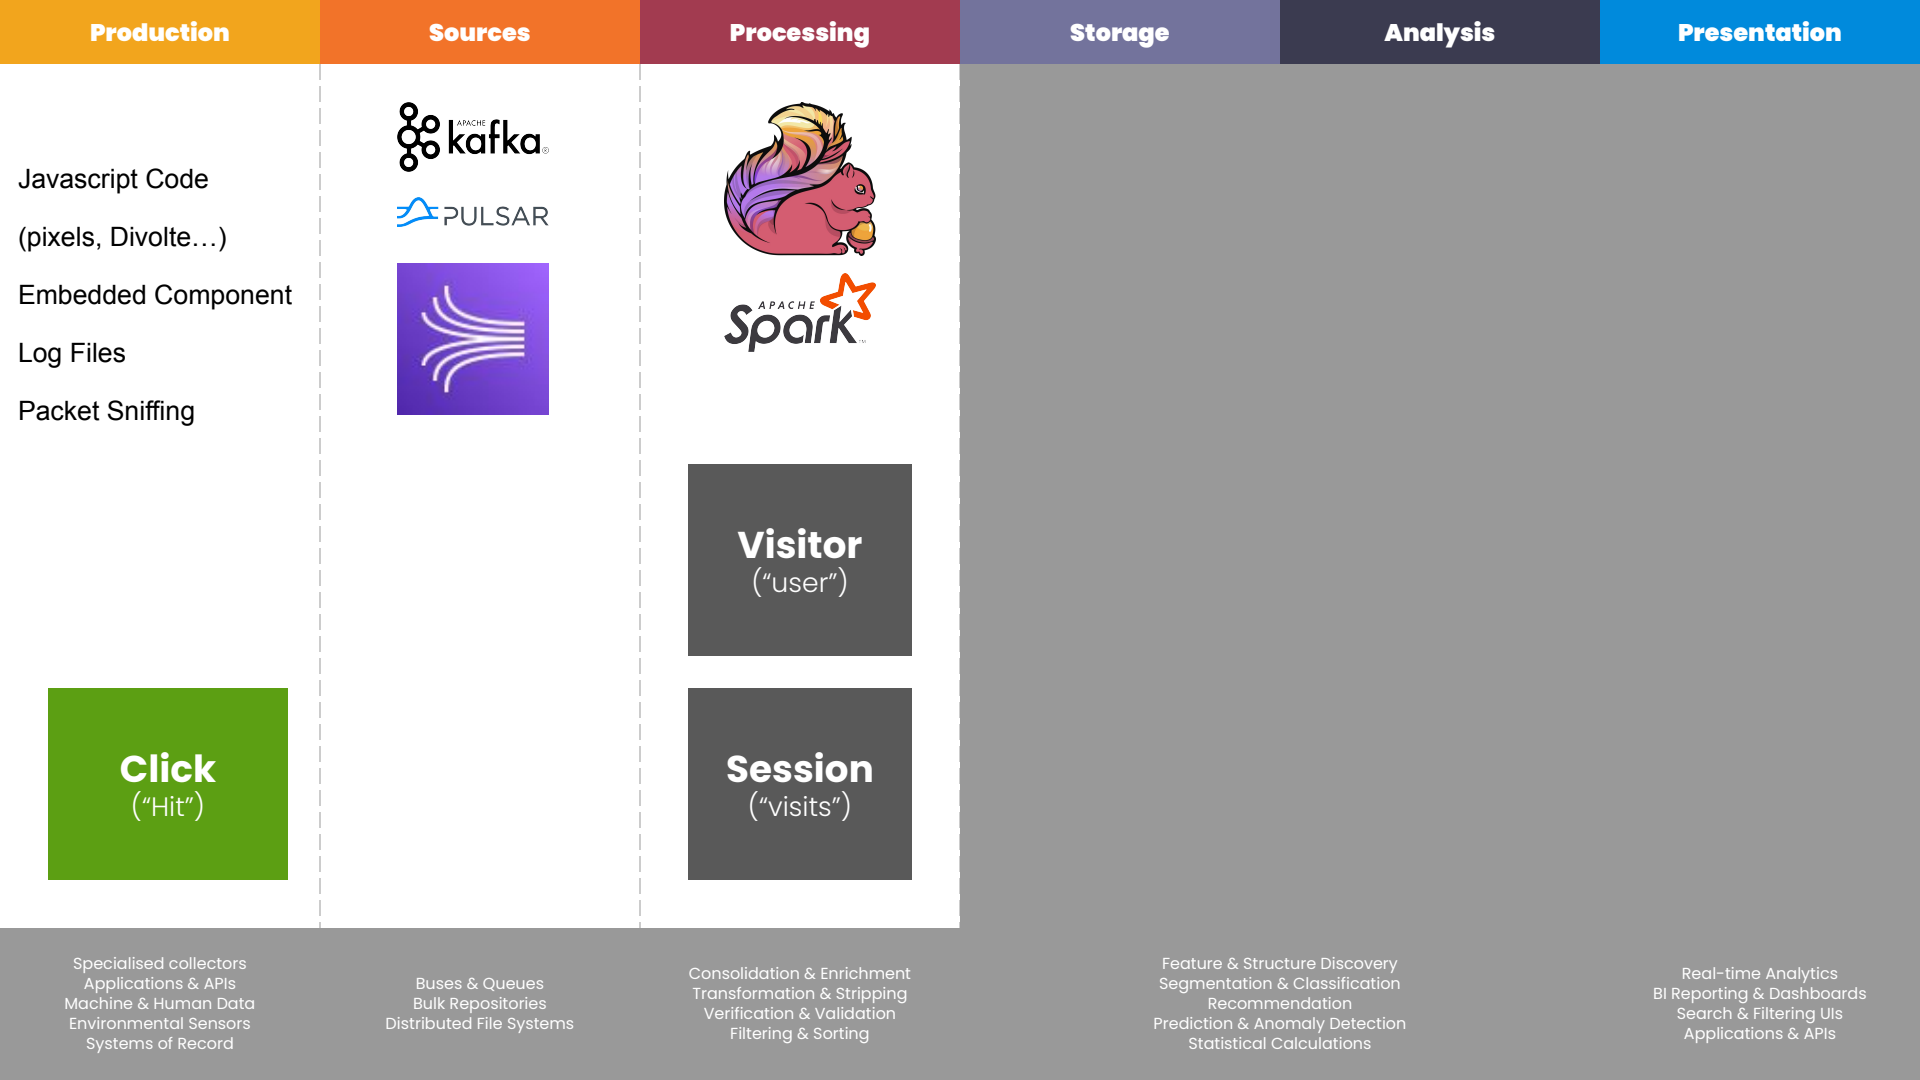 Production
Sources
Processing
Storage
Analysis
Presentation
Javascript Code
(pixels, Divolte…)
Embedded Component
Log Files
Packet Sniffing
APACHE
kafka®
PULSAR
APACHE
Spark™
Visitor
(“user”)
Click
(“Hit”)
Session
(“visits”)
Specialised collectors
Applications & APIs
Machine & Human Data
Environmental Sensors
Systems of Record
Buses & Queues
Bulk Repositories
Distributed File Systems
Consolidation & Enrichment
Transformation & Stripping
Verification & Validation
Filtering & Sorting
Feature & Structure Discovery
Segmentation & Classification
Recommendation
Prediction & Anomaly Detection
Statistical Calculations
Real-time Analytics
BI Reporting & Dashboards
Search & Filtering UIs
Applications & APIs